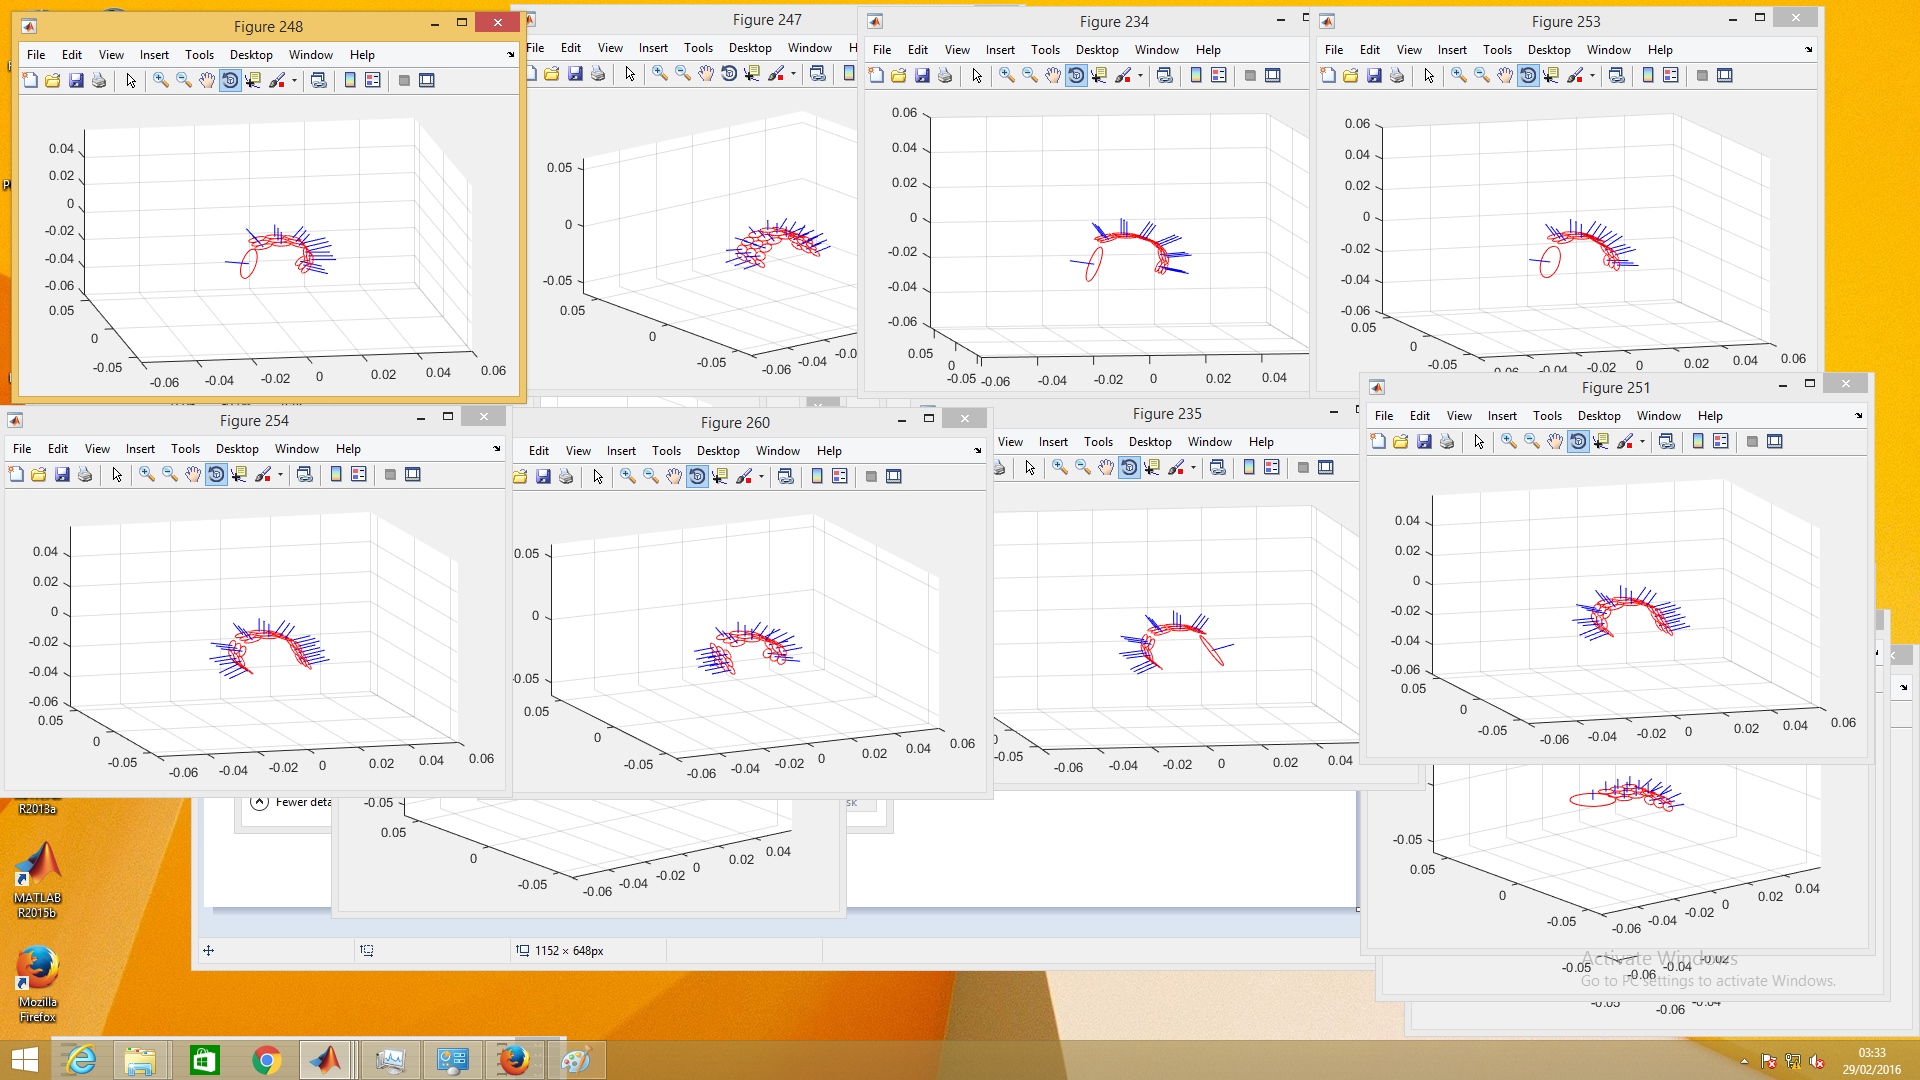 Figure 248
File Edit View Insert Tools Desktop Window Help
0.04
0.02
0
-0.02
-0.04
-0.06
0.05
0
-0.05
-0.06 -0.04 -0.02 0 0.02 0.04 0.06
Figure 247
File Edit View Insert Tools Desktop Window H
0.05
0
-0.05
0.05
0
-0.05
-0.06 -0.04
Figure 234
File Edit View Insert Tools Desktop Window Help
0.06
0.04
0.02
0
-0.02
-0.04
-0.06
0.05
0
-0.05
-0.06 -0.04 -0.02 0 0.02 0.04
Figure 253
File Edit View Insert Tools Desktop Window Help
0.06
0.04
0.02
0
-0.02
-0.04
-0.06
0.05
0
-0.05
-0.04 -0.02 0 0.02 0.04 0.06
Figure 254
File Edit View Insert Tools Desktop Window Help
0.04
0.02
0
-0.02
-0.04
-0.06
0.05
0
-0.05
-0.06 -0.04 -0.02 0 0.02 0.04 0.06
Figure 260
Edit View Insert Tools Desktop Window Help
0.05
0
-0.05
0.05
0
-0.05
-0.06 -0.04 -0.02 0 0.02 0.04 0.06
Figure 235
View Insert Tools Desktop Window Help
0
-0.05
-0.06 -0.04 -0.02 0 0.02 0.04
Figure 251
File Edit View Insert Tools Desktop Window Help
0.04
0.02
0
-0.02
-0.04
-0.06
0.05
0
-0.05
-0.06 -0.04 -0.02 0 0.02 0.04 0.06
Fewer deta
-0.05
0.05
0
-0.05
-0.06 -0.04 -0.02 0 0.02 0.04
-0.05
0.05
0
-0.05
-0.06 -0.04 -0.02 0 0.02 0.04
-0.05 -0.06 -0.04 -0.02
-0.05 -0.06 -0.04
R2013a
MATLAB
R2015b
Mozilla
Firefox
1152 × 648px
Activate Windows
Go to PC settings to activate Windows.
03:33
29/02/2016